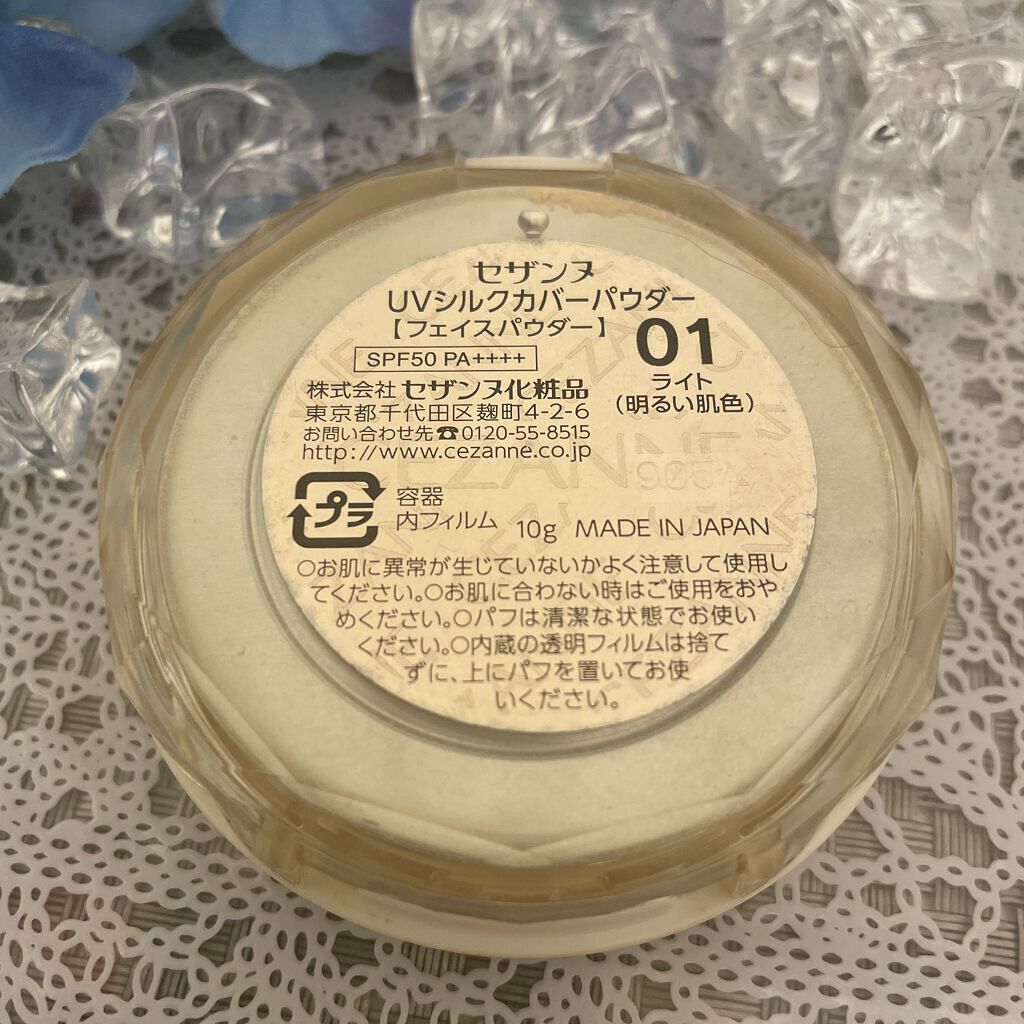 セザンヌ
UVシルクカバーパウダー
【フェイスパウダー】
01
ライト
(明るい肌色)
SPF50 PA++++
株式会社 セザンヌ化粧品
東京都千代田区麹町4-2-6
お問い合わせ先☎0120-55-8515
http://www.cezanne.co.jp
プラ
容器
内フィルム
10g MADE IN JAPAN
○お肌に異常が生じていないかよく注意して使用し
てください。○お肌に合わない時はご使用をおや
めください。○パフは清潔な状態でお使い
ください。○内蔵の透明フィルムは捨て
ずに、上にパフを置いてお使
いください。
CEZANNE